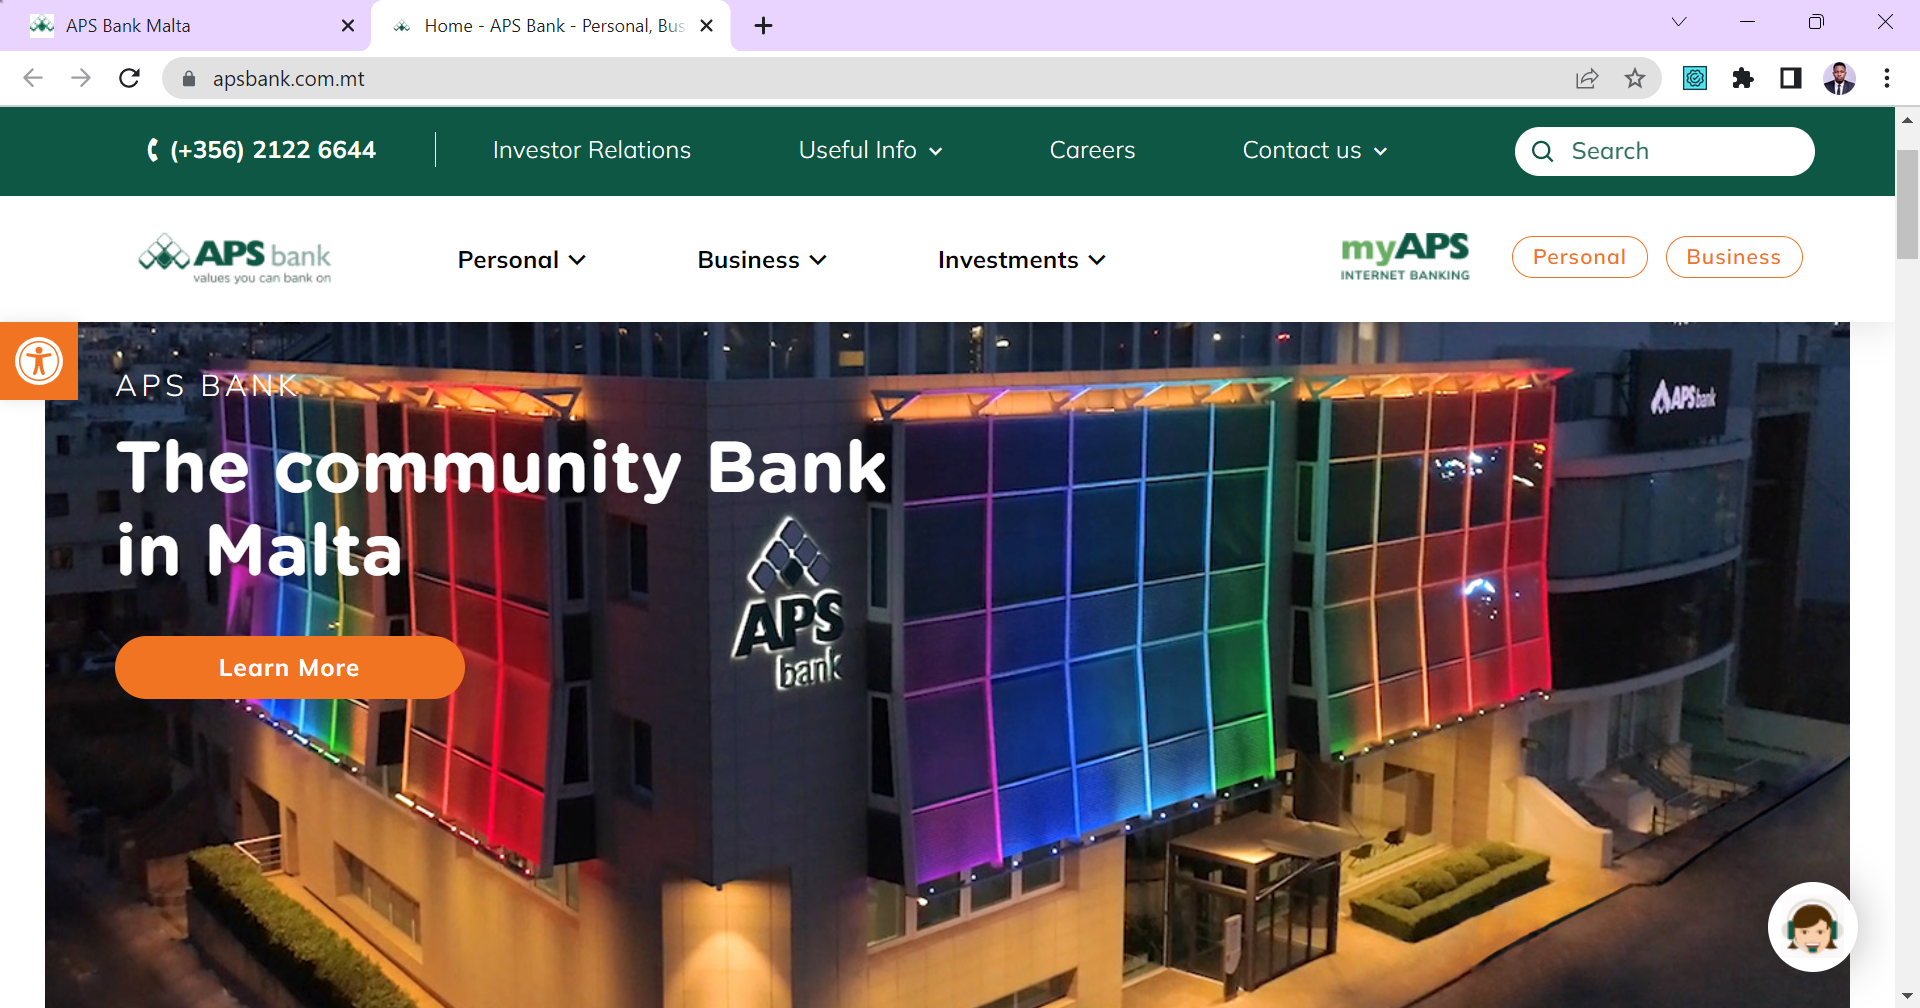 APS Bank Malta
Home - APS Bank - Personal, Bus
apsbank.com.mt
(+356) 2122 6644
Investor Relations
Useful Info
Careers
Contact us
Search
APS bank
values you can bank on
Personal
Business
Investments
myAPS
INTERNET BANKING
Personal
Business
APS BANK
The community Bank
in Malta
Learn More
APS
bank
APSbank